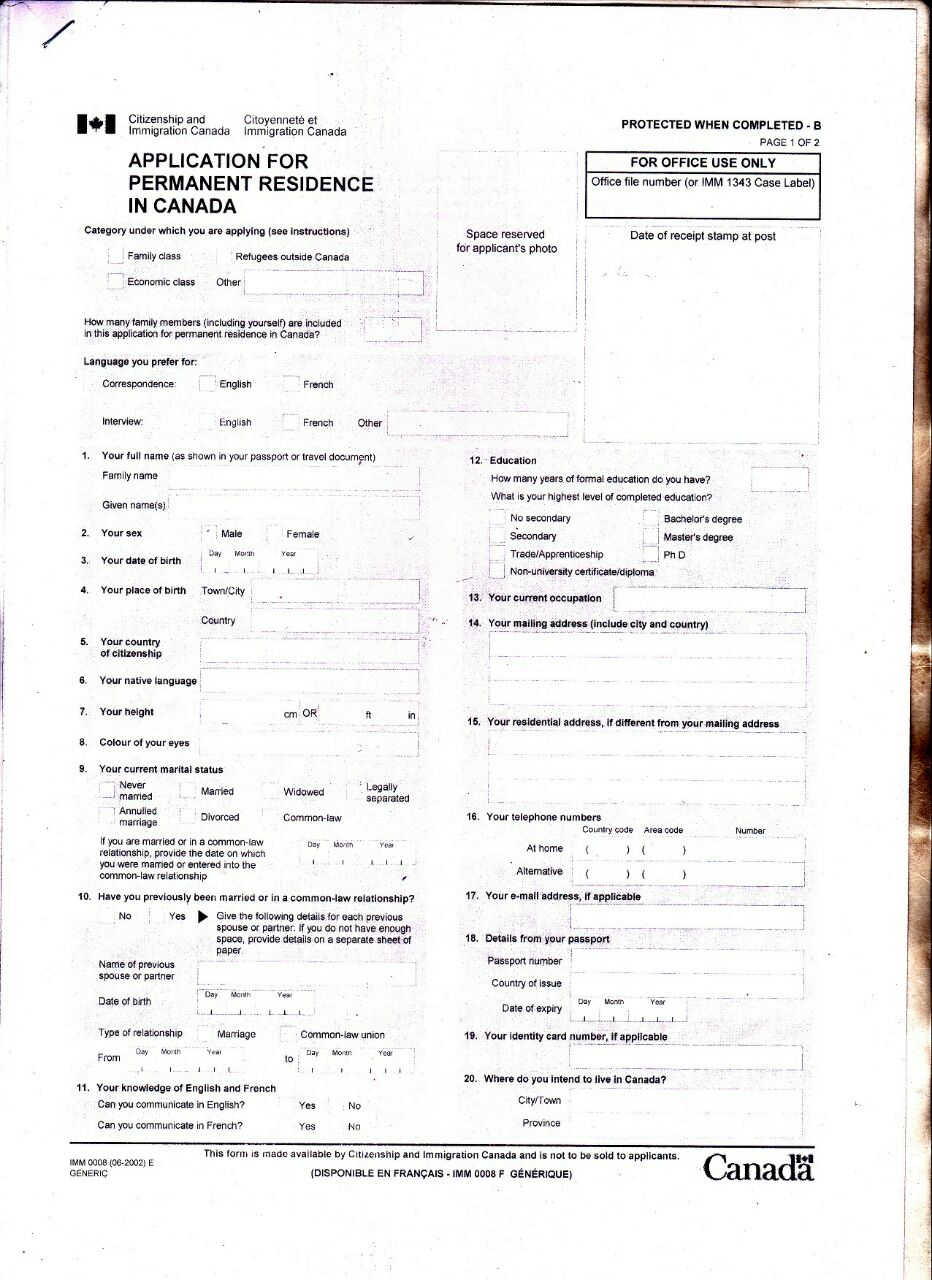 Citizenship and Immigration Canada
Citoyenneté et Immigration Canada
PROTECTED WHEN COMPLETED - B
PAGE 1 OF 2
APPLICATION FOR
PERMANENT RESIDENCE
IN CANADA
FOR OFFICE USE ONLY
Office file number (or IMM 1343 Case Label)
Space reserved
for applicant's photo
Date of receipt stamp at post
Category under which you are applying (see instructions)
Family class Refugees outside Canada
Economic class Other
How many family members (including yourself) are included
in this application for permanent residence in Canada?
Language you prefer for:
Correspondence: English French
Interview: English French Other
1. Your full name (as shown in your passport or travel document)
Family name
Given name(s)
2. Your sex Male Female
3. Your date of birth Day Month Year
4. Your place of birth Town/City
Country
5. Your country
of citizenship
6. Your native language
7. Your height cm OR ft in
8. Colour of your eyes
9. Your current marital status
Never married Married Widowed Legally separated
Annulled marriage Divorced Common-law
If you are married or in a common-law
relationship, provide the date on which
you were married or entered into the
common-law relationship
Day Month Year
10. Have you previously been married or in a common-law relationship?
No Yes Give the following details for each previous
spouse or partner. If you do not have enough
space, provide details on a separate sheet of
paper.
Name of previous
spouse or partner
Date of birth Day Month Year
Type of relationship Marriage Common-law union
From Day Month Year to Day Month Year
11. Your knowledge of English and French
Can you communicate in English? Yes No
Can you communicate in French? Yes No
12. Education
How many years of formal education do you have?
What is your highest level of completed education?
No secondary Bachelor's degree
Secondary Master's degree
Trade/Apprenticeship Ph D
Non-university certificate/diploma
13. Your current occupation
14. Your mailing address (include city and country)
15. Your residential address, if different from your mailing address
16. Your telephone numbers
Country code Area code Number
At home ( ) ( )
Alternative ( ) ( )
17. Your e-mail address, if applicable
18. Details from your passport
Passport number
Country of issue
Date of expiry Day Month Year
19. Your identity card number, if applicable
20. Where do you intend to live in Canada?
City/Town
Province
IMM 0008 (06-2002) E
GENERIC
This form is made available by Citizenship and Immigration Canada and is not to be sold to applicants.
(DISPONIBLE EN FRANÇAIS - IMM 0008 F GÉNÉRIQUE)
Canada